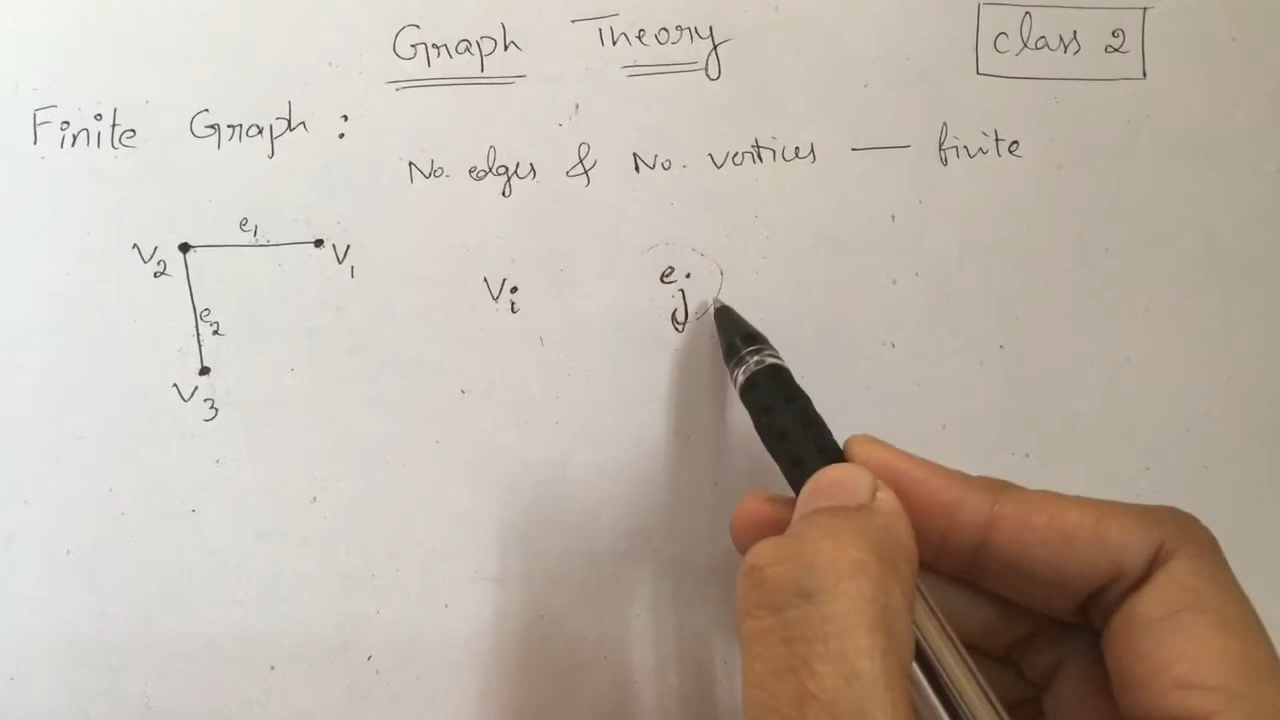 Graph Theory
class 2
Finite Graph :
No. edges & No. vertices — finite
e1
V2 V1
Vi ej
e2
V3